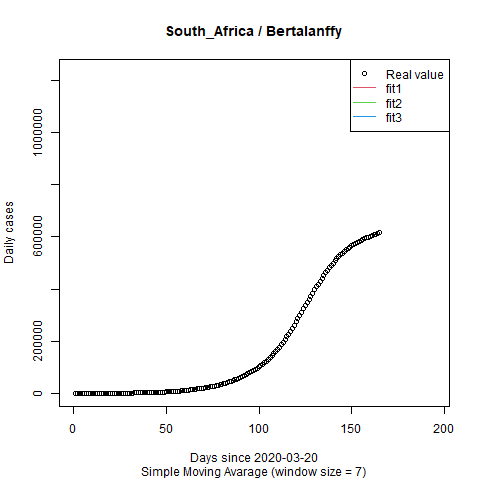 South_Africa / Bertalanffy
Real value
fit1
fit2
fit3
Daily cases
0
200000
600000
1000000
0
50
100
150
200
Days since 2020-03-20
Simple Moving Avarage (window size = 7)